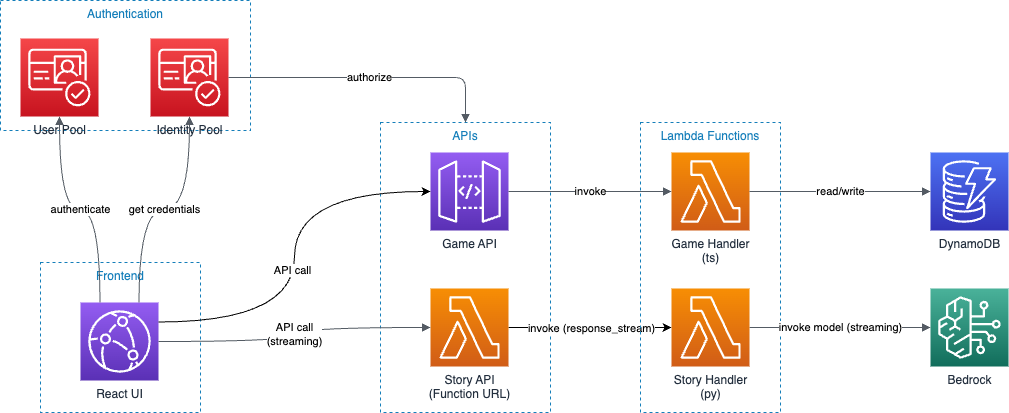 Authentication
User Pool
Identity Pool
authorize
authenticate
get credentials
Frontend
React UI
API call
API call
(streaming)
APIs
Game API
Story API
(Function URL)
invoke
invoke (response_stream)
Lambda Functions
Game Handler
(ts)
Story Handler
(py)
read/write
invoke model (streaming)
DynamoDB
Bedrock